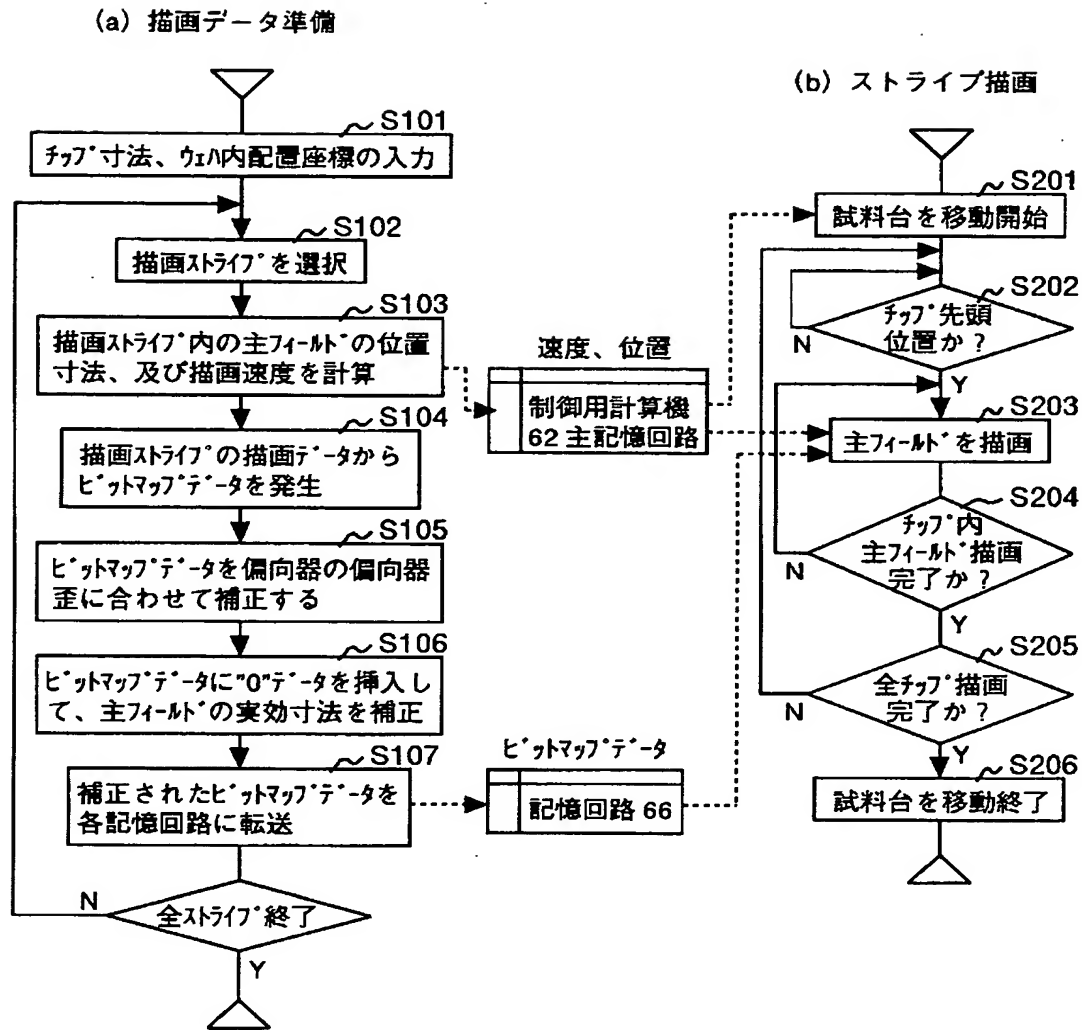 (a) 描画データ準備
S101
ﾁｯﾌﾟ寸法、ｳｪﾊ内配置座標の入力
S102
描画ｽﾄﾗｲﾌﾟを選択
S103
描画ｽﾄﾗｲﾌﾟ内の主ﾌｨｰﾙﾄﾞの位置
寸法、及び描画速度を計算
S104
描画ｽﾄﾗｲﾌﾟの描画ﾃﾞｰﾀから
ﾋﾞｯﾄﾏｯﾌﾟﾃﾞｰﾀを発生
S105
ﾋﾞｯﾄﾏｯﾌﾟﾃﾞｰﾀを偏向器の偏向器
歪に合わせて補正する
S106
ﾋﾞｯﾄﾏｯﾌﾟﾃﾞｰﾀに"0"ﾃﾞｰﾀを挿入し
て、主ﾌｨｰﾙﾄﾞの実効寸法を補正
S107
補正されたﾋﾞｯﾄﾏｯﾌﾟﾃﾞｰﾀを
各記憶回路に転送
N
全ｽﾄﾗｲﾌﾟ終了
Y
速度、位置
制御用計算機
62 主記憶回路
ﾋﾞｯﾄﾏｯﾌﾟﾃﾞｰﾀ
記憶回路 66
(b) ストライプ描画
S201
試料台を移動開始
S202
ﾁｯﾌﾟ先頭
位置か?
N
Y
S203
主ﾌｨｰﾙﾄﾞを描画
S204
ﾁｯﾌﾟ内
主ﾌｨｰﾙﾄﾞ描画
完了か?
N
Y
S205
全ﾁｯﾌﾟ描画
完了か?
N
Y
S206
試料台を移動終了